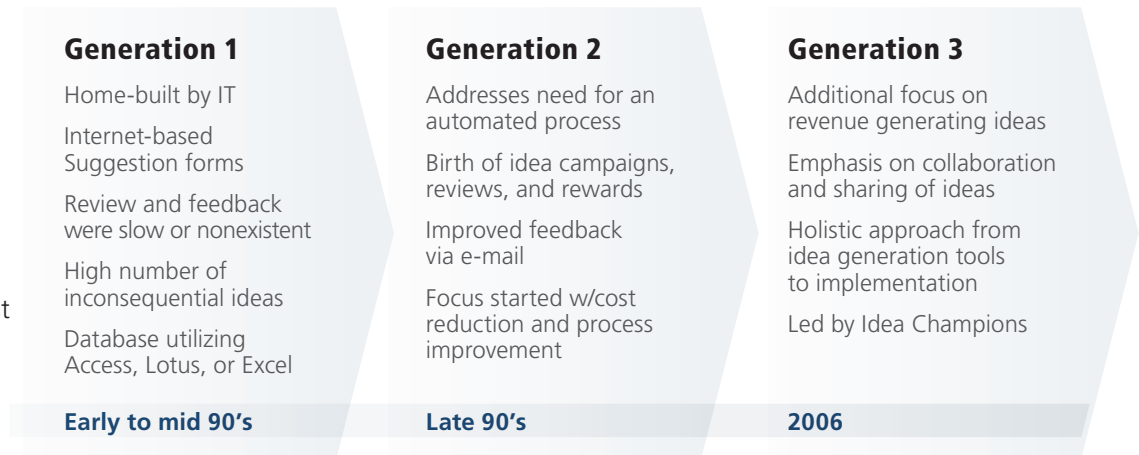 Generation 1
Home-built by IT
Internet-based
Suggestion forms
Review and feedback
were slow or nonexistent
High number of
inconsequential ideas
Database utilizing
Access, Lotus, or Excel
Early to mid 90's
Generation 2
Addresses need for an
automated process
Birth of idea campaigns,
reviews, and rewards
Improved feedback
via e-mail
Focus started w/cost
reduction and process
improvement
Late 90's
Generation 3
Additional focus on
revenue generating ideas
Emphasis on collaboration
and sharing of ideas
Holistic approach from
idea generation tools
to implementation
Led by Idea Champions
2006